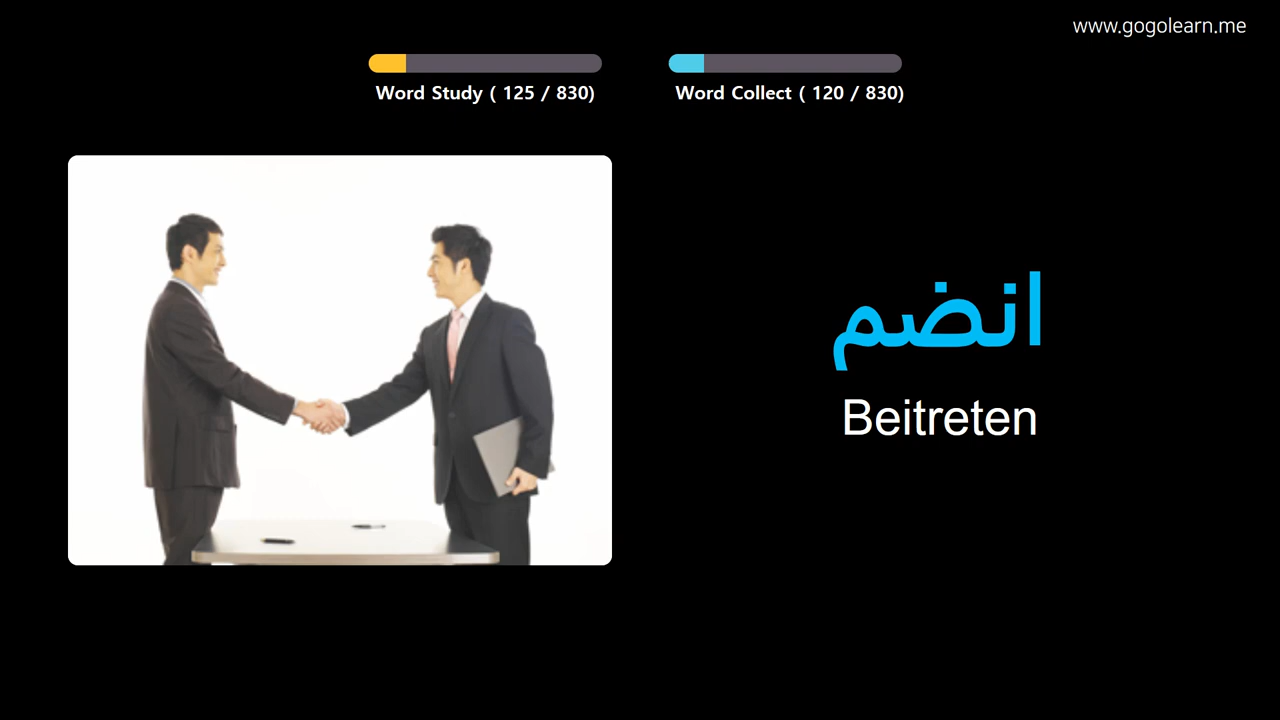 www.gogolearn.me
Word Study ( 125 / 830)
Word Collect ( 120 / 830)
انضم
Beitreten